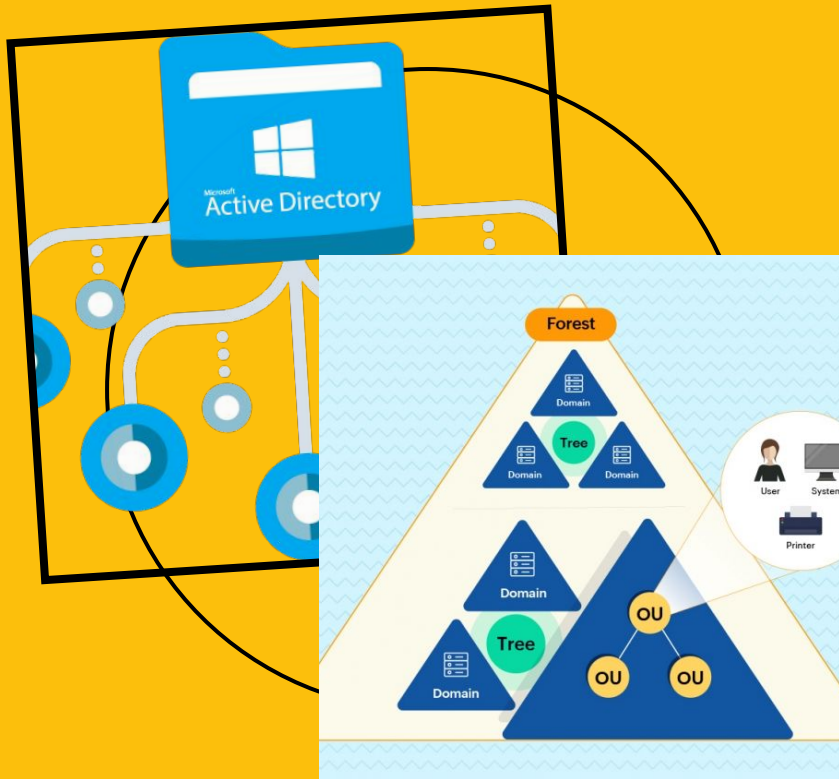 Microsoft
Active Directory
Forest
Domain
Tree
Domain
Domain
User
System
Printer
Domain
Tree
Domain
OU
OU
OU